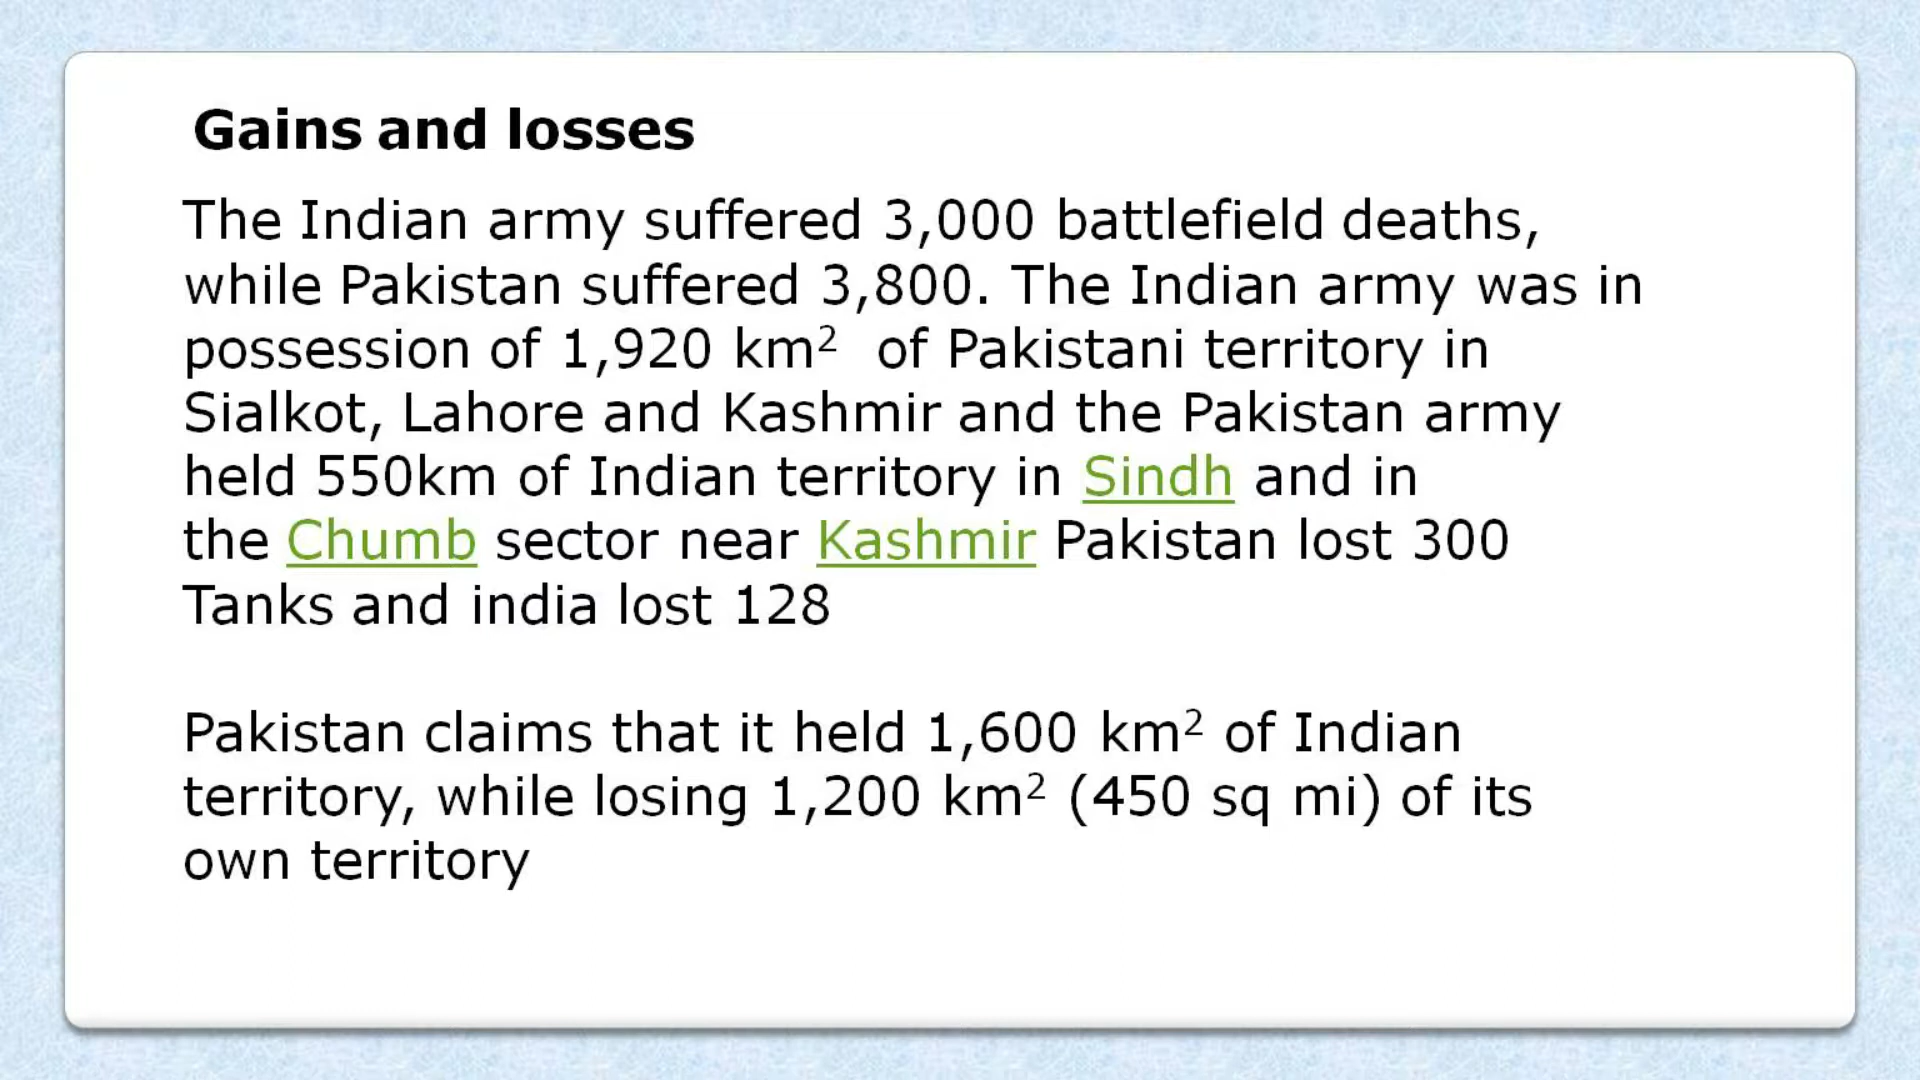 Gains and losses
The Indian army suffered 3,000 battlefield deaths,
while Pakistan suffered 3,800. The Indian army was in
possession of 1,920 km²  of Pakistani territory in
Sialkot, Lahore and Kashmir and the Pakistan army
held 550km of Indian territory in Sindh and in
the Chumb sector near Kashmir Pakistan lost 300
Tanks and india lost 128
Pakistan claims that it held 1,600 km² of Indian
territory, while losing 1,200 km² (450 sq mi) of its
own territory